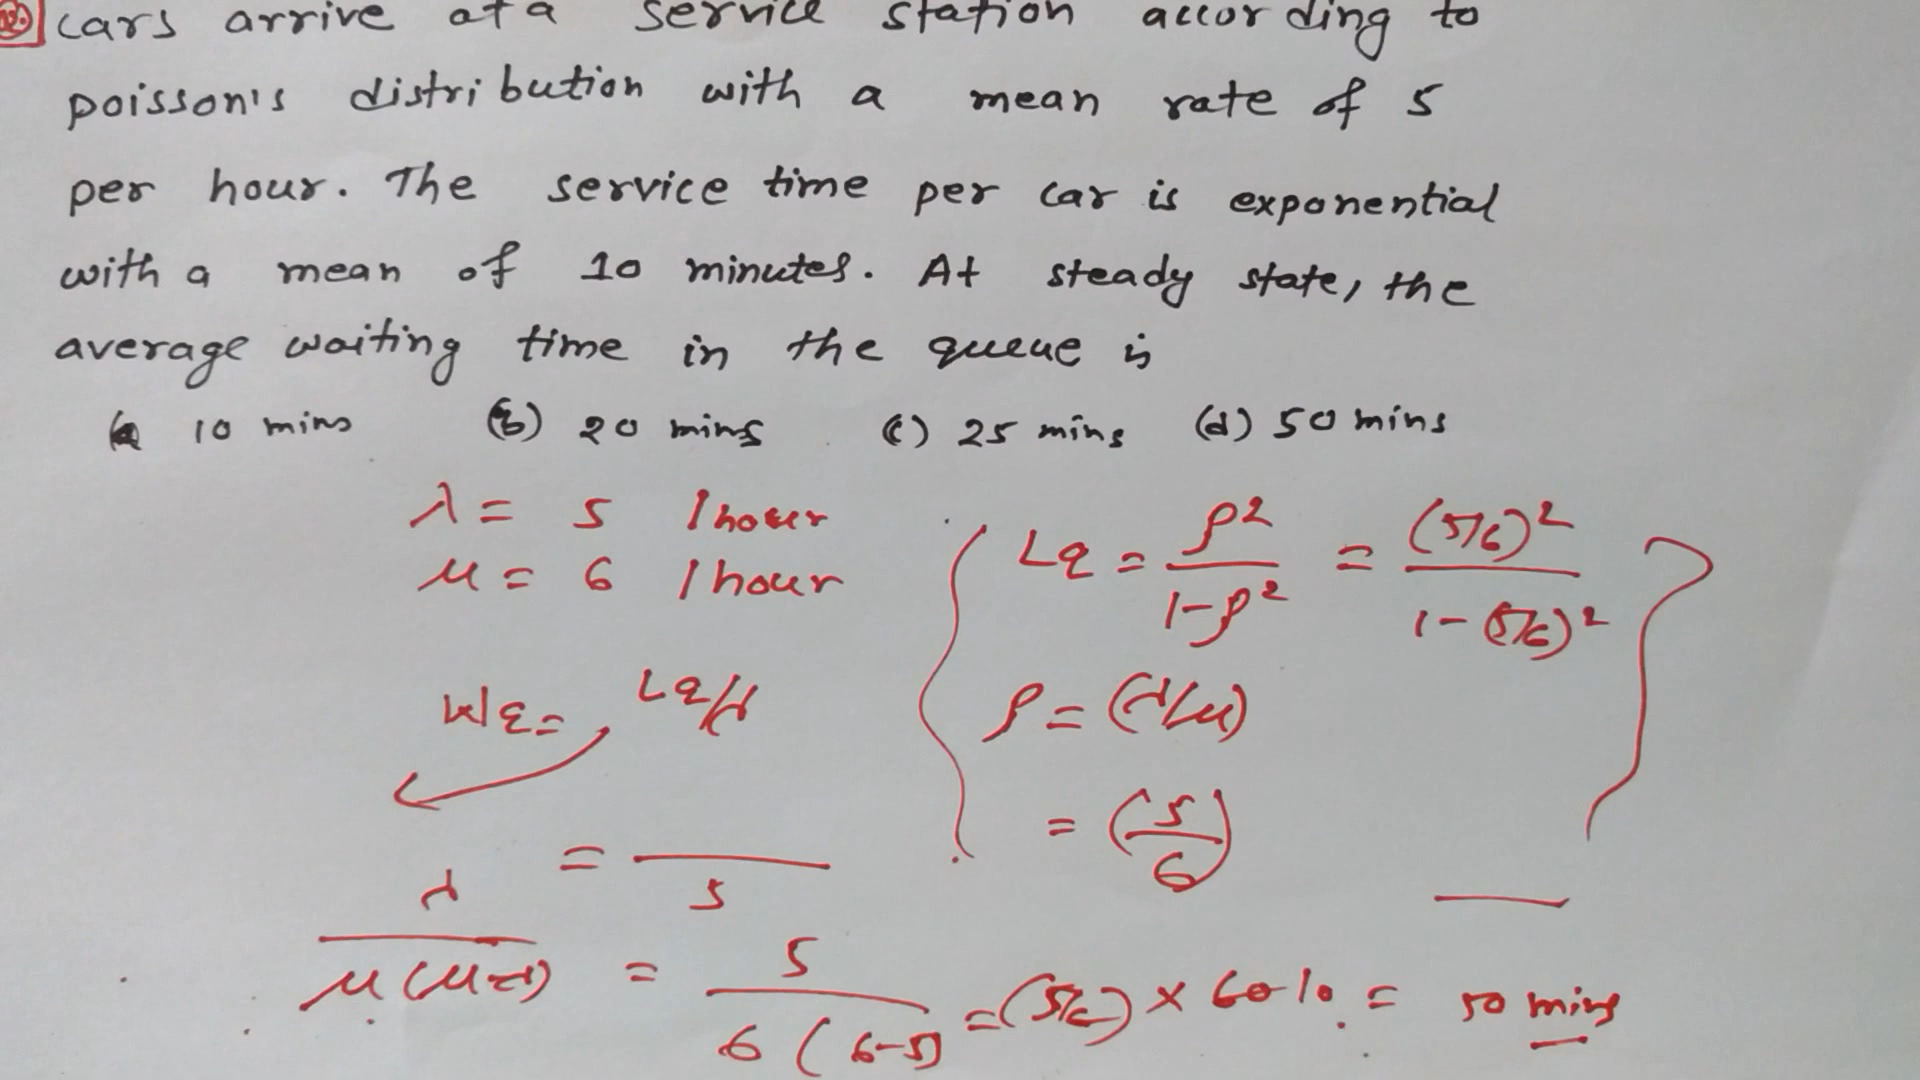 12. cars arrive at a service station according to
poisson's distribution with a mean rate of 5
per hour. The service time per car is exponential
with a mean of 10 minutes. At steady state, the
average waiting time in the queue is
(a) 10 mins (b) 20 mins (c) 25 mins (d) 50 mins
λ = 5 /hour
μ = 6 /hour
Lq = ρ² / 1-ρ² = (5/6)² / 1-(5/6)²
Wq = Lq/λ
ρ = (λ/μ)
= (5/6)
= — / 5
λ / μ(μ-λ) = 5 / 6(6-5) = (5/6) × 60 = 50 mins